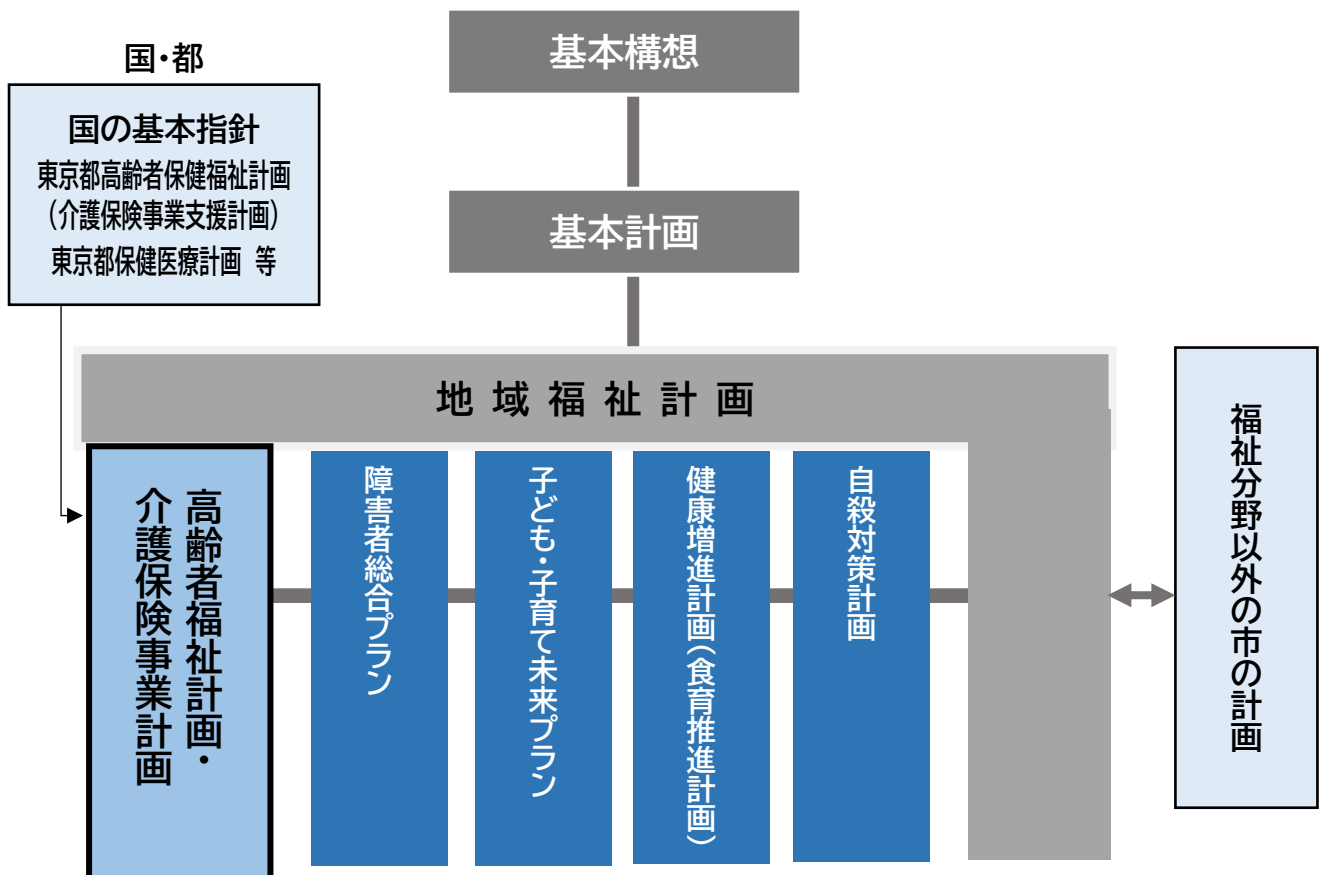 国・都
国の基本指針
東京都高齢者保健福祉計画
（介護保険事業支援計画）
東京都保健医療計画 等
基本構想
基本計画
地域福祉計画
高齢者福祉計画・
介護保険事業計画
障害者総合プラン
子ども・子育て未来プラン
健康増進計画（食育推進計画）
自殺対策計画
福祉分野以外の市の計画